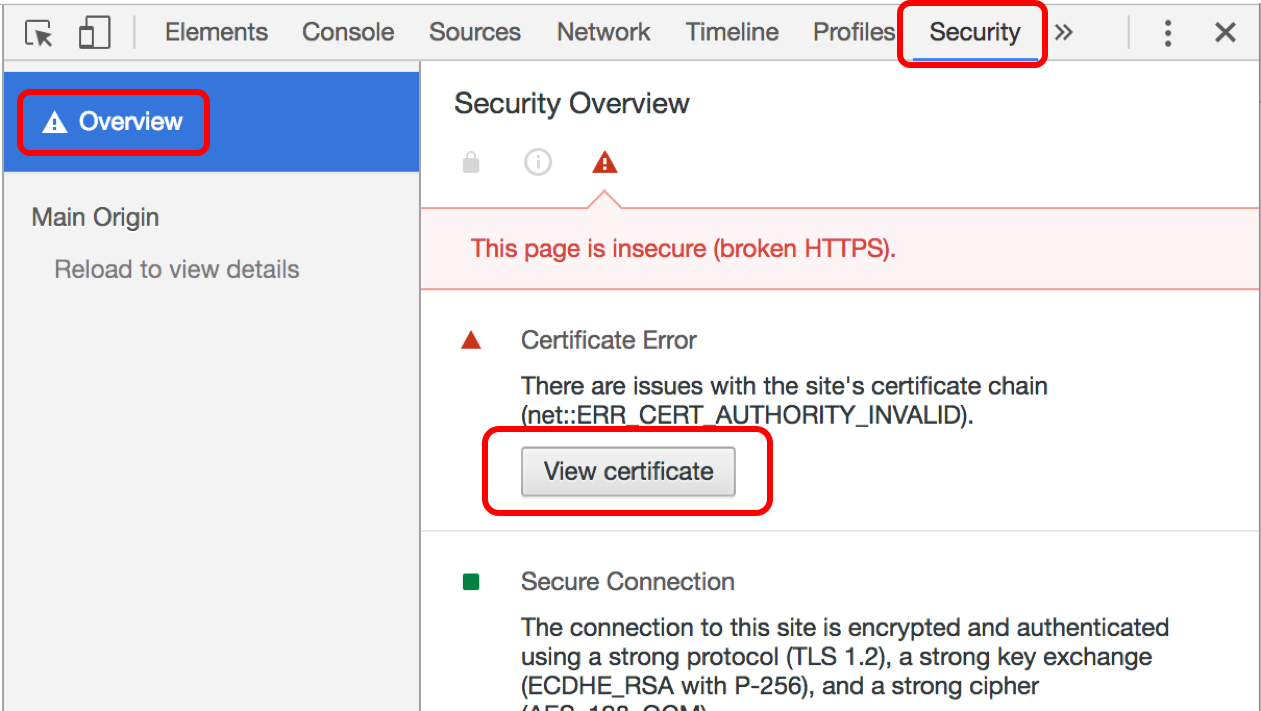 Elements Console Sources Network Timeline Profiles Security »
Overview
Security Overview
Main Origin
Reload to view details
This page is insecure (broken HTTPS).
Certificate Error
There are issues with the site's certificate chain
(net::ERR_CERT_AUTHORITY_INVALID).
View certificate
Secure Connection
The connection to this site is encrypted and authenticated
using a strong protocol (TLS 1.2), a strong key exchange
(ECDHE_RSA with P-256), and a strong cipher